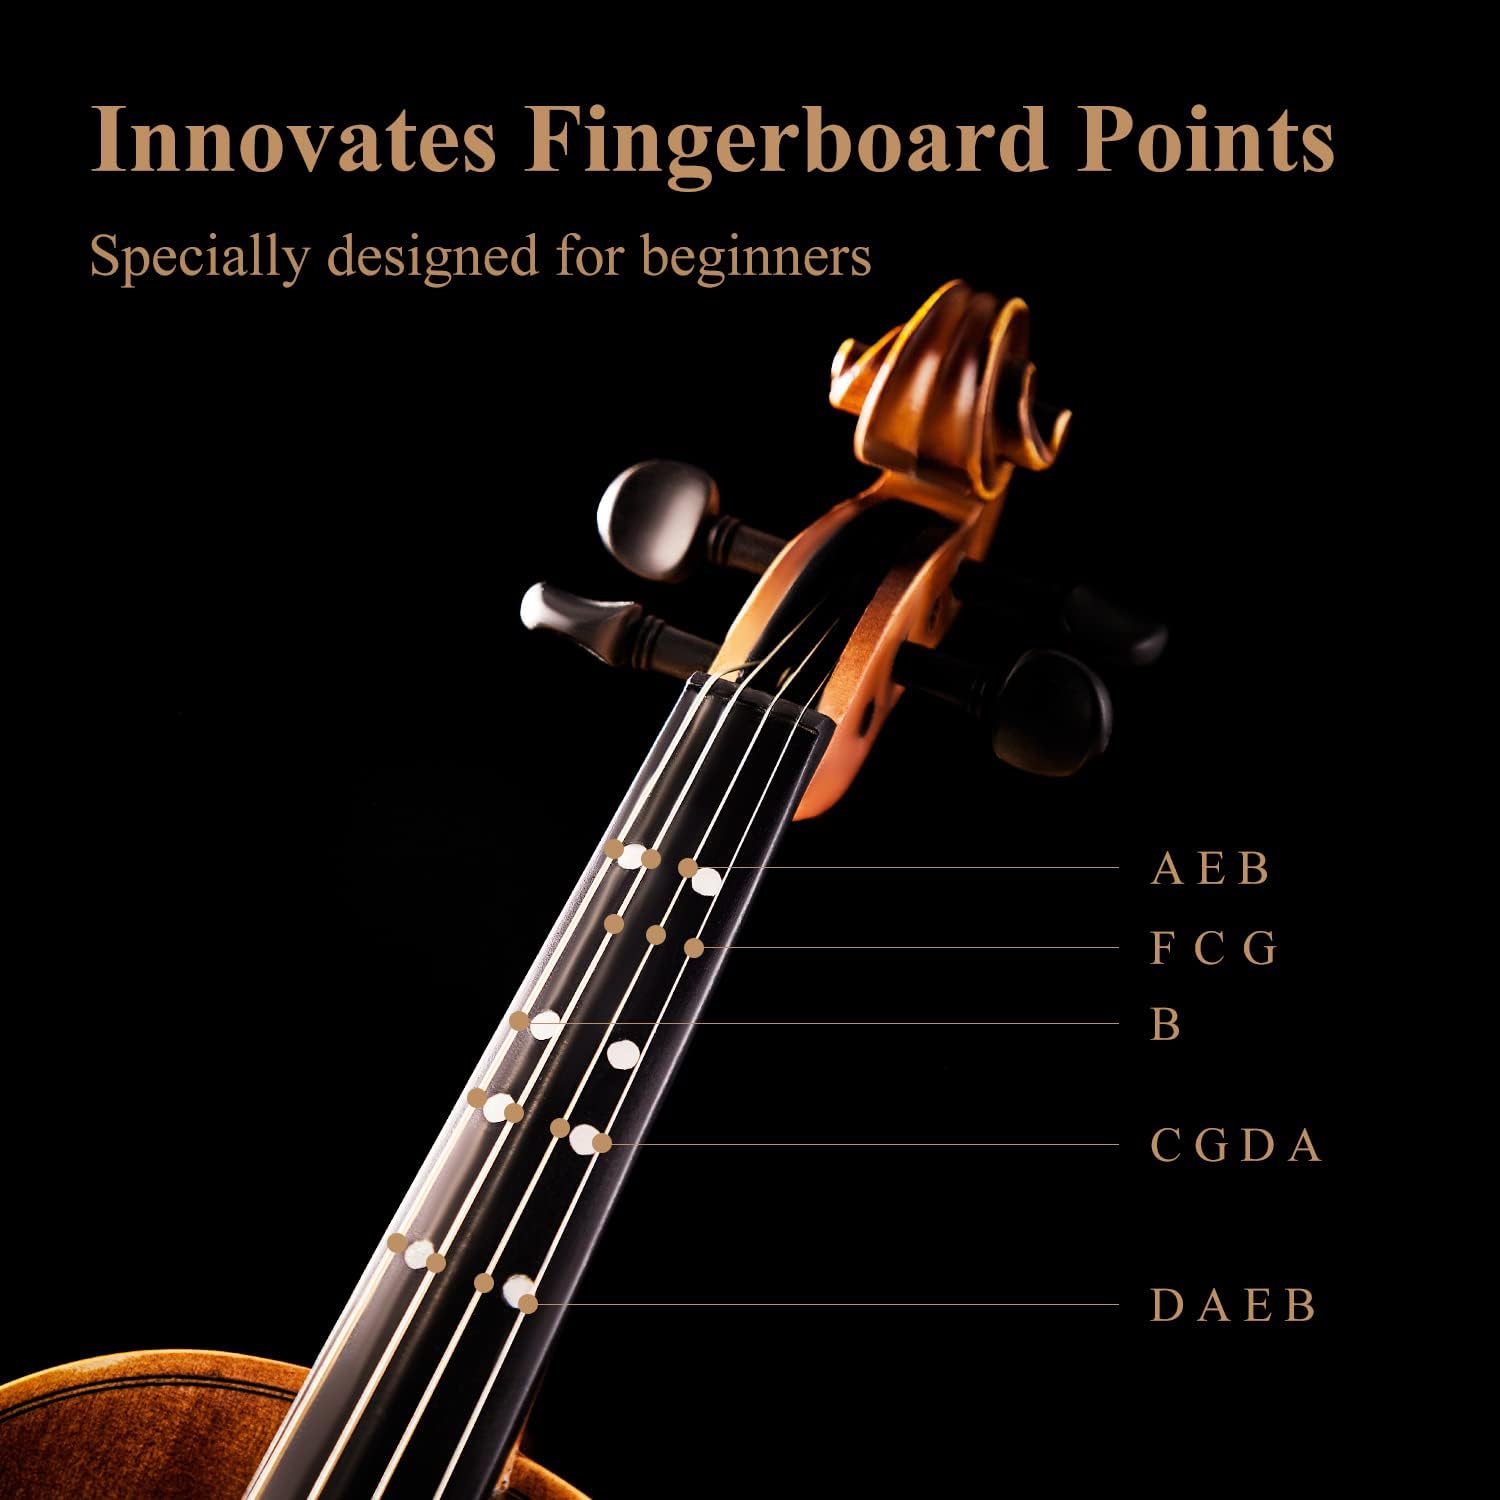 Innovates Fingerboard Points
Specially designed for beginners
A E B
F C G
B
C G D A
D A E B